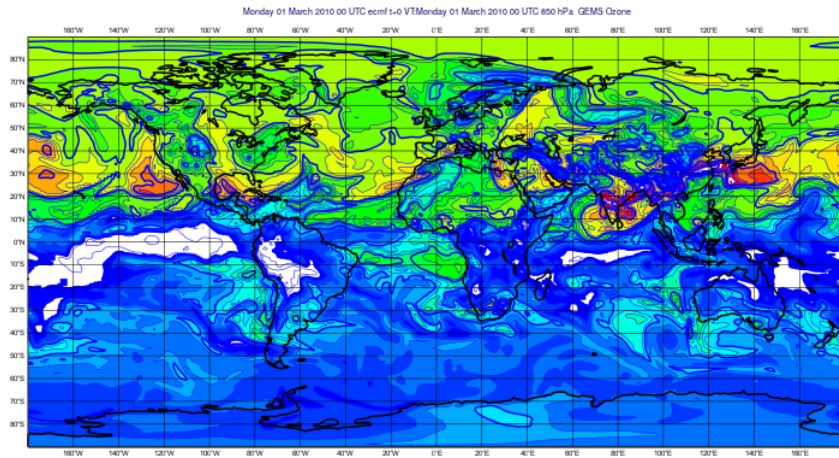 Monday 01 March 2010 00 UTC ecmf t=0 VT:Monday 01 March 2010 00 UTC 850 hPa GEMS Ozone
160°W 140°W 120°W 100°W 80°W 60°W 40°W 20°W 0°E 20°E 40°E 60°E 80°E 100°E 120°E 140°E 160°E
80°N
70°N
60°N
50°N
40°N
30°N
20°N
10°N
0°N
10°S
20°S
30°S
40°S
50°S
60°S
70°S
80°S
160°W 140°W 120°W 100°W 80°W 60°W 40°W 20°W 0°E 20°E 40°E 60°E 80°E 100°E 120°E 140°E 160°E